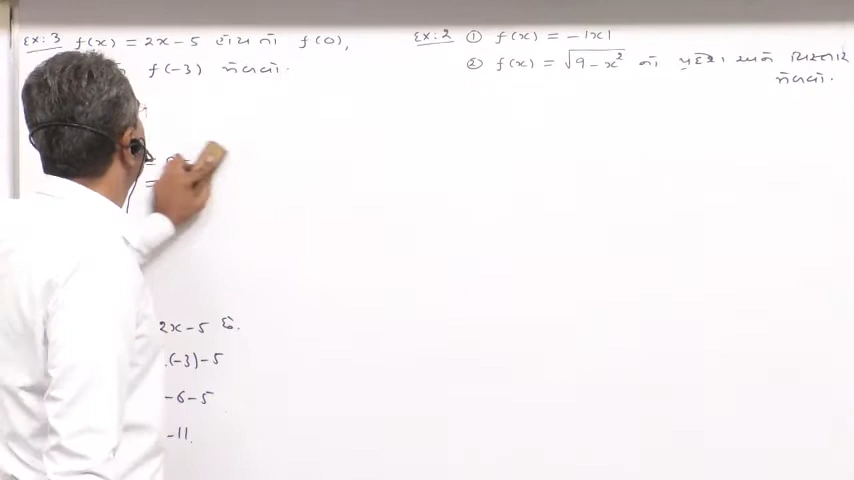 Ex: 3 f(x) = 2x - 5 હોય તો f(0),
f(-3) મેળવો.
=
=
2x - 5 છે.
.(-3) - 5
-6 - 5
-11.
Ex: 2 ① f(x) = -|x|
② f(x) = √(9 - x²) નો પ્રદેશ અને વિસ્તાર
મેળવો.